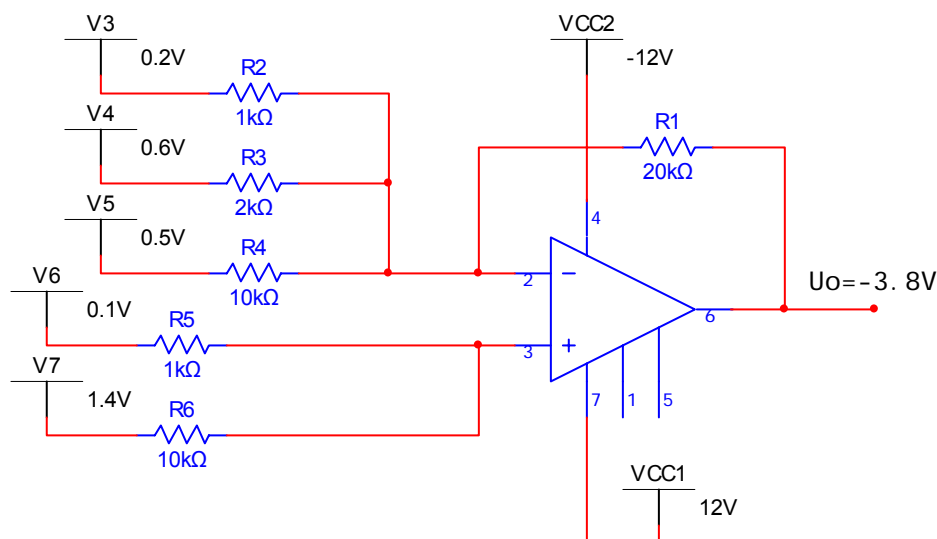 V3
0.2V
R2
1kΩ
V4
0.6V
R3
2kΩ
V5
0.5V
R4
10kΩ
V6
0.1V
R5
1kΩ
V7
1.4V
R6
10kΩ
VCC2
-12V
R1
20kΩ
4
2
3
6
7
1
5
Uo=-3.8V
VCC1
12V